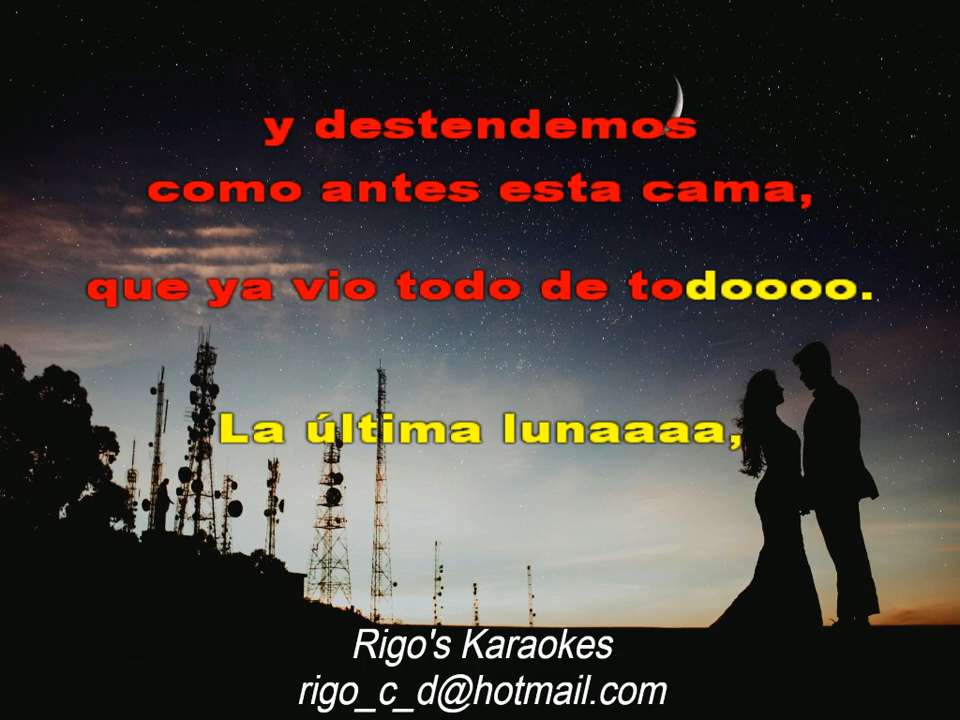 y destendemos
como antes esta cama,
que ya vio todo de todoooo.
La última lunaaaa,
Rigo's Karaokes
rigo_c_d@hotmail.com